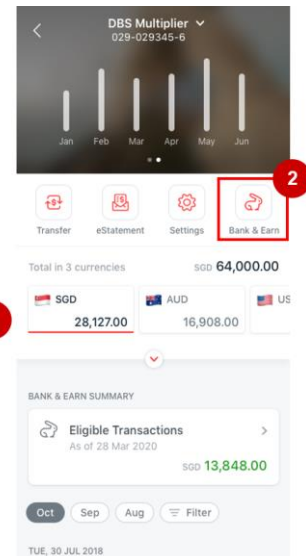 DBS Multiplier
029-029345-6
Jan Feb Mar Apr May Jun
2
Transfer eStatement Settings Bank & Earn
Total in 3 currencies SGD 64,000.00
SGD AUD US
28,127.00 16,908.00
BANK & EARN SUMMARY
Eligible Transactions
As of 28 Mar 2020
SGD 13,848.00
Oct Sep Aug Filter
TUE, 30 JUL 2018